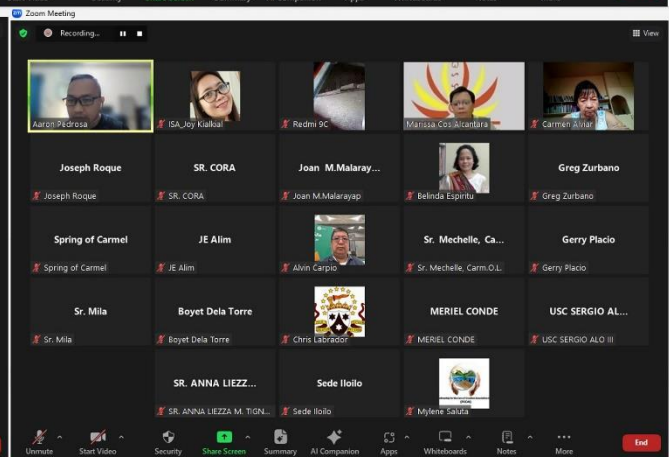 Zoom Meeting
Recording...
View
Aaron Pedrosa
ISA_Joy Kialkial
Redmi 9C
Marissa Cos Alcantara
Carmen Alviar
Joseph Roque
SR. CORA
Joan M.Malaray...
Greg Zurbano
Joseph Roque
SR. CORA
Joan M.Malarayap
Belinda Espiritu
Greg Zurbano
Spring of Carmel
JE Alim
Sr. Mechelle, Ca...
Gerry Placio
Spring of Carmel
JE Alim
Alvin Carpio
Sr. Mechelle, Carm.O.L.
Gerry Placio
Sr. Mila
Boyet Dela Torre
MERIEL CONDE
USC SERGIO AL...
Sr. Mila
Boyet Dela Torre
Chris Labrador
MERIEL CONDE
USC SERGIO ALO III
SR. ANNA LIEZZ...
Sede Iloilo
SR. ANNA LIEZZA M. TIGN...
Sede Iloilo
Mylene Saluta
Unmute
Start Video
Security
Share Screen
Summary
AI Companion
Apps
Whiteboards
Notes
More
End